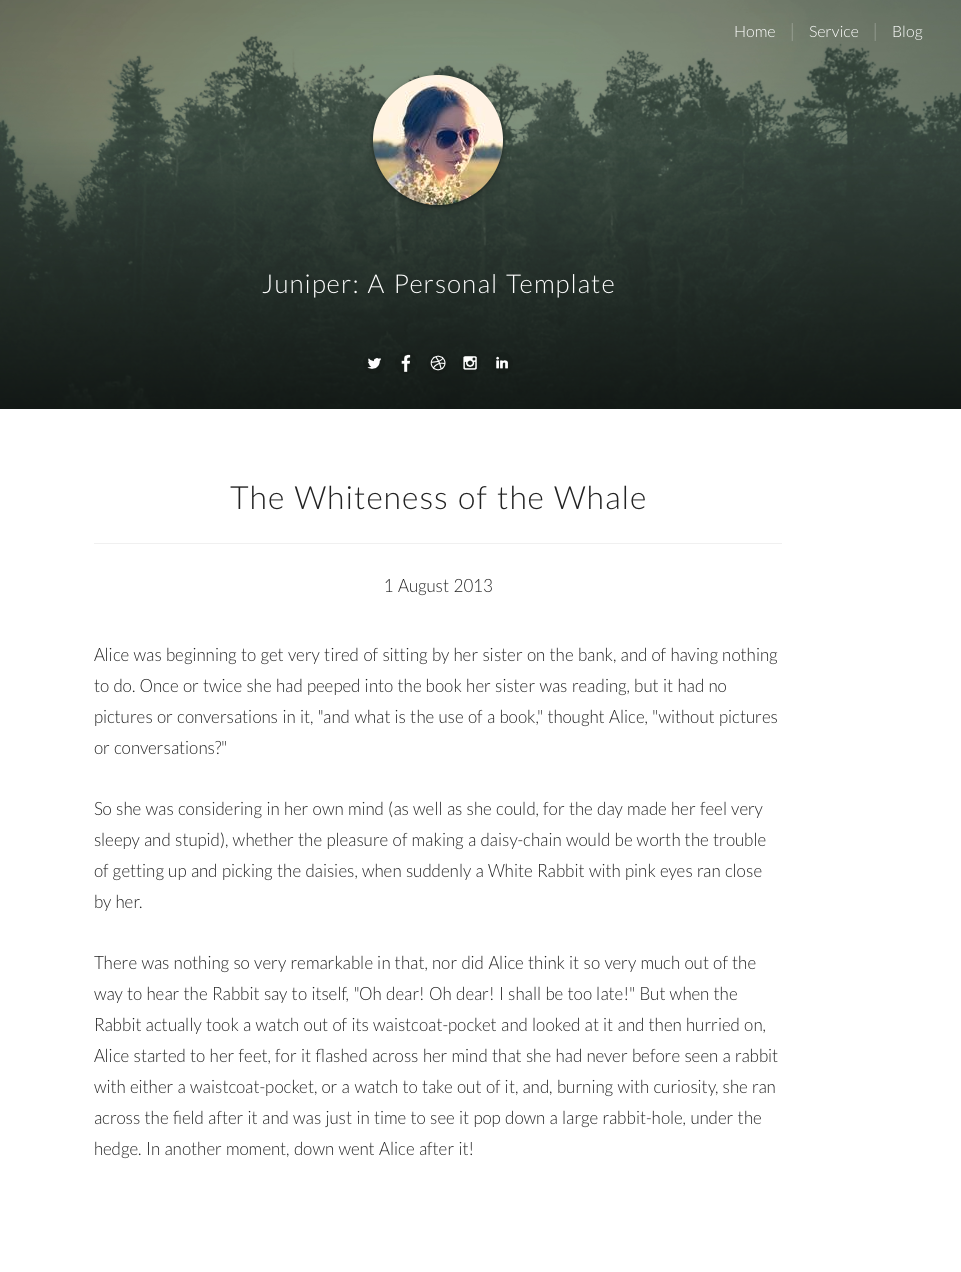 Home
Service
Blog
Juniper: A Personal Template
The Whiteness of the Whale
1 August 2013
Alice was beginning to get very tired of sitting by her sister on the bank, and of having nothing
to do. Once or twice she had peeped into the book her sister was reading, but it had no
pictures or conversations in it, "and what is the use of a book," thought Alice, "without pictures
or conversations?"
So she was considering in her own mind (as well as she could, for the day made her feel very
sleepy and stupid), whether the pleasure of making a daisy-chain would be worth the trouble
of getting up and picking the daisies, when suddenly a White Rabbit with pink eyes ran close
by her.
There was nothing so very remarkable in that, nor did Alice think it so very much out of the
way to hear the Rabbit say to itself, "Oh dear! Oh dear! I shall be too late!" But when the
Rabbit actually took a watch out of its waistcoat-pocket and looked at it and then hurried on,
Alice started to her feet, for it flashed across her mind that she had never before seen a rabbit
with either a waistcoat-pocket, or a watch to take out of it, and, burning with curiosity, she ran
across the field after it and was just in time to see it pop down a large rabbit-hole, under the
hedge. In another moment, down went Alice after it!